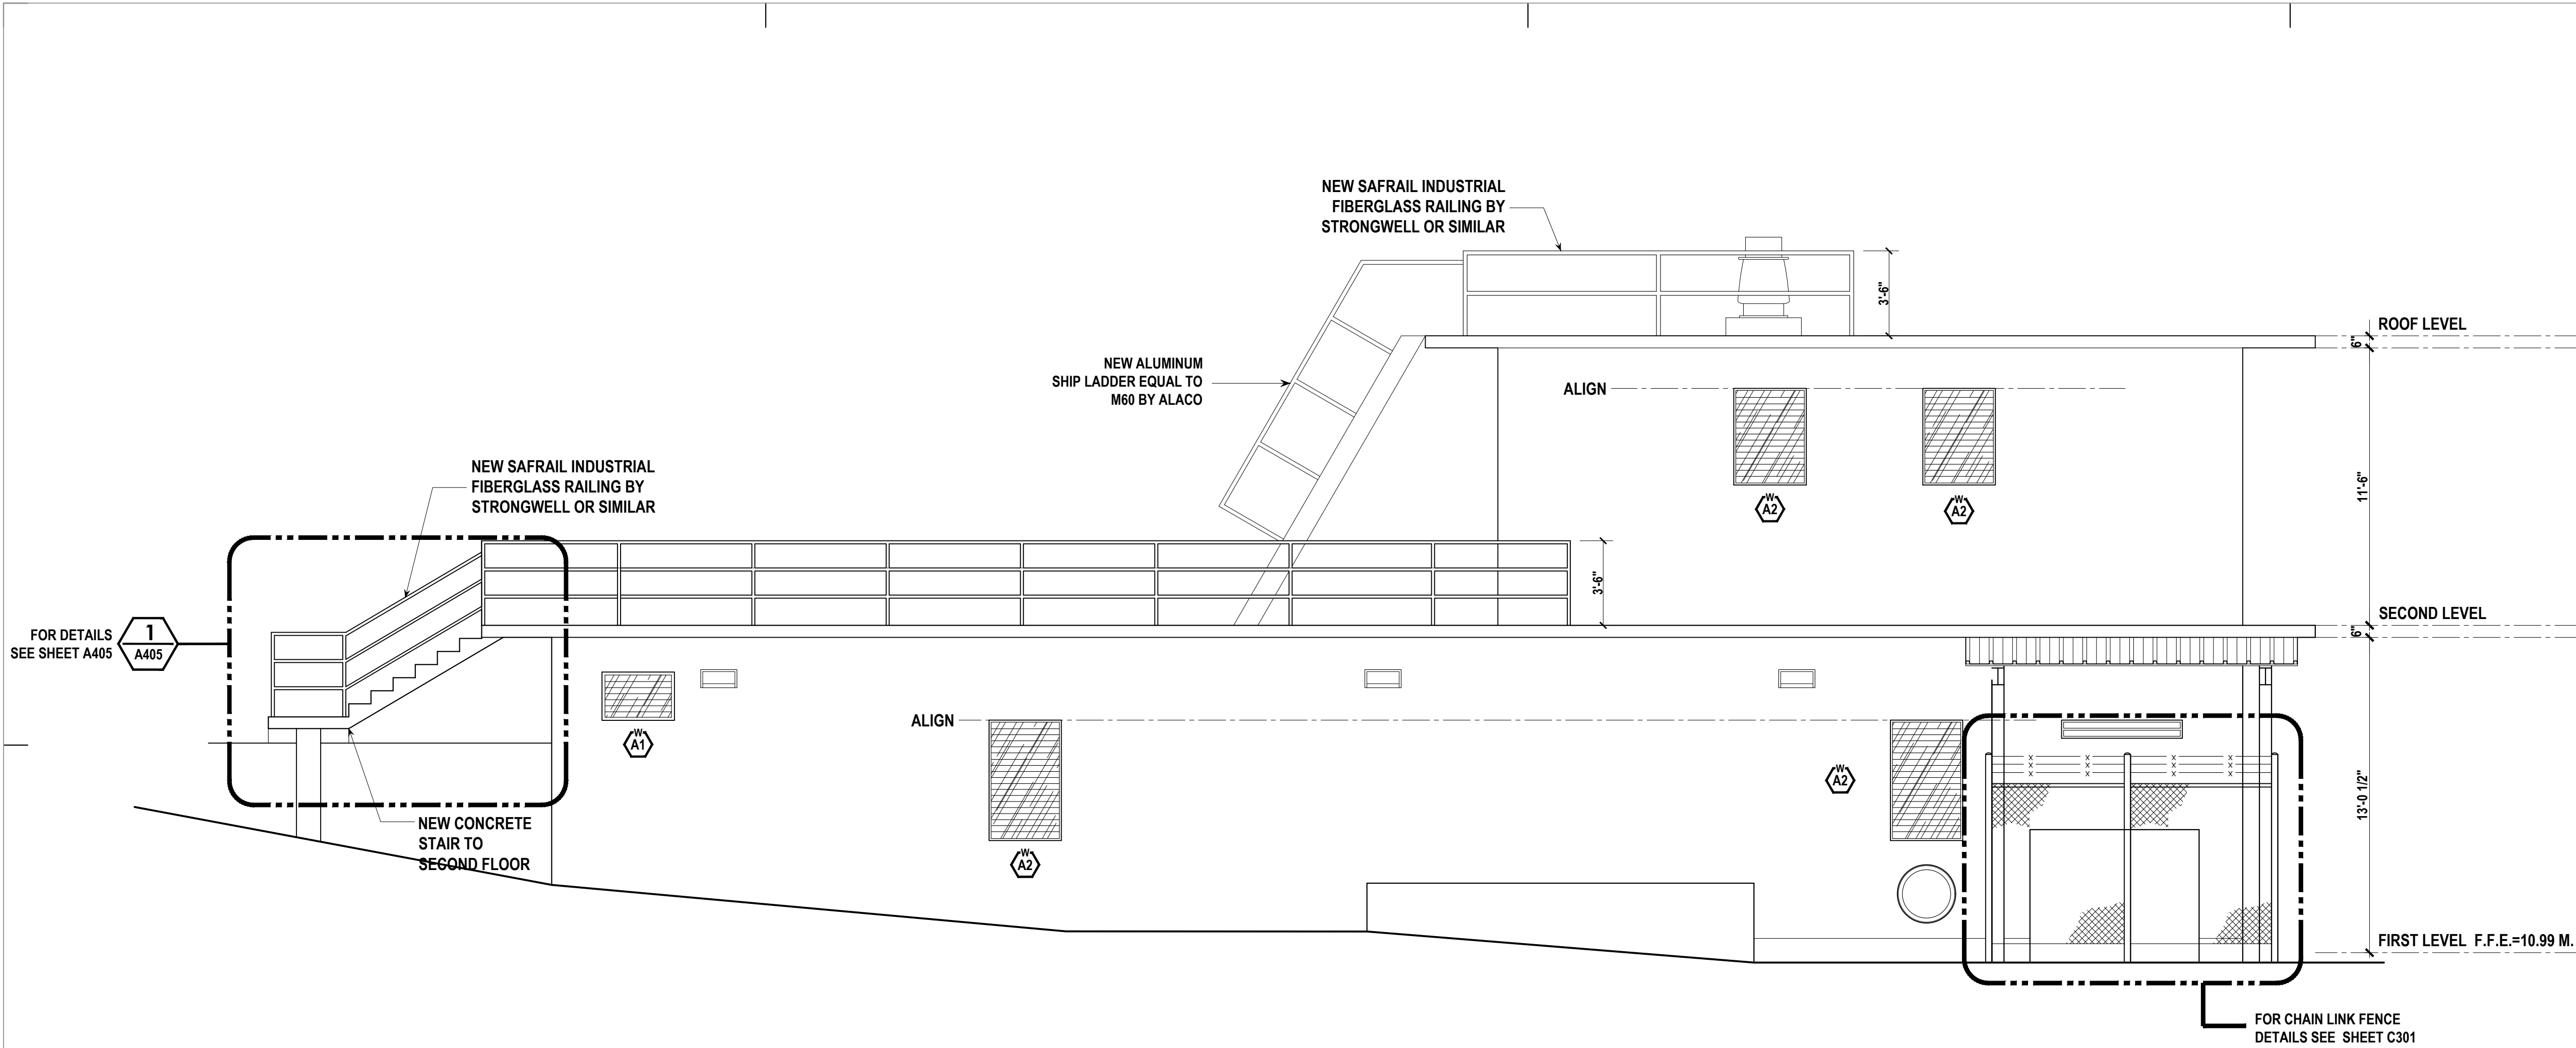 NEW SAFRAIL INDUSTRIAL
FIBERGLASS RAILING BY
STRONGWELL OR SIMILAR
3'-6"
ROOF LEVEL
6"
NEW ALUMINUM
SHIP LADDER EQUAL TO
M60 BY ALACO
ALIGN
11'-6"
W
A2
W
A2
NEW SAFRAIL INDUSTRIAL
FIBERGLASS RAILING BY
STRONGWELL OR SIMILAR
3'-6"
SECOND LEVEL
6"
FOR DETAILS
SEE SHEET A405
1
A405
ALIGN
W
A1
W
A2
X X X X
X X X X
X X X X
13'-0 1/2"
NEW CONCRETE
STAIR TO
SECOND FLOOR
W
A2
FIRST LEVEL F.F.E.=10.99 M.
FOR CHAIN LINK FENCE
DETAILS SEE SHEET C301